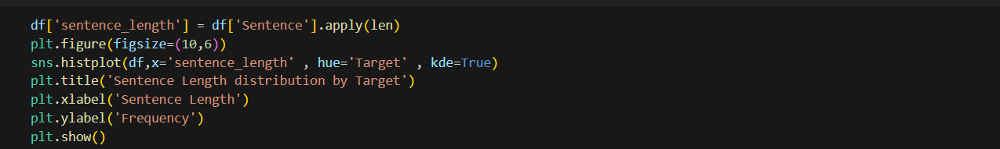 df['sentence_length'] = df['Sentence'].apply(len)
plt.figure(figsize=(10,6))
sns.histplot(df,x='sentence_length' , hue='Target' , kde=True)
plt.title('Sentence Length distribution by Target')
plt.xlabel('Sentence Length')
plt.ylabel('Frequency')
plt.show()